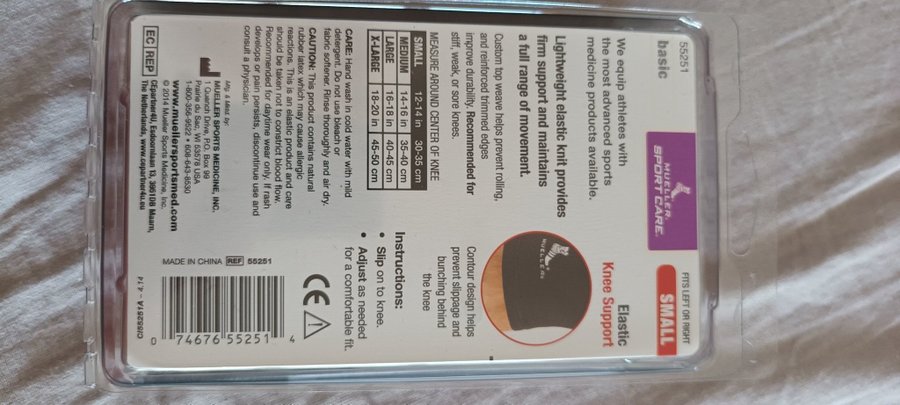 55251
basic
MUELLER®
SPORT CARE®
FITS LEFT OR RIGHT
SMALL
We equip athletes with
the most advanced sports
medicine products available.
Elastic
Knee Support
Lightweight elastic knit provides
firm support and maintains
a full range of movement.
Custom top weave helps prevent rolling,
and reinforced trimmed edges
improve durability. Recommended for
stiff, weak, or sore knees.
MUELLER®
Contour design helps
prevent slippage and
bunching behind
the knee
MEASURE AROUND CENTER OF KNEE
SMALL 12-14 in 30-35 cm
MEDIUM 14-16 in 35-40 cm
LARGE 16-18 in 40-45 cm
X-LARGE 18-20 in 45-50 cm
Instructions:
• Slip on to knee.
• Adjust as needed
for a comfortable fit.
CARE: Hand wash in cold water with mild
detergent. Do not use bleach or
fabric softener. Rinse thoroughly and air dry.
CAUTION: This product contains natural
rubber latex which may cause allergic
reactions. This is an elastic product and care
should be taken not to constrict blood flow.
Recommended for daytime wear only. If rash
develops or pain persists, discontinue use and
consult a physician.
CE
Mfg. &
by:
MUELLER SPORTS MEDICINE, INC.
1 Quench Drive, P.O. Box 99
Prairie du Sac, WI 53578 USA
1-800-356-9522 • 608-643-8530
www.muellersportsmed.com
© 2014 Mueller Sports Medicine, Inc.
EC REP
The Netherlands,
MADE IN CHINA REF 55251
0 74676 55251 4